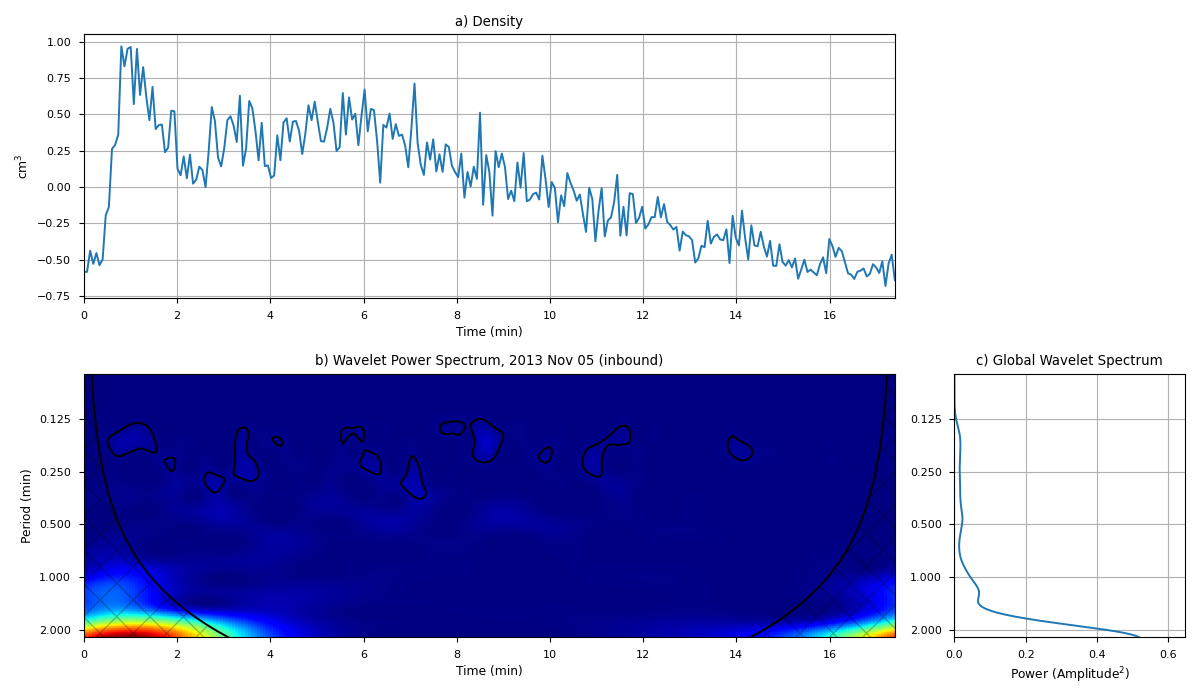 a) Density
1.00
0.75
0.50
0.25
0.00
−0.25
−0.50
−0.75
cm³
0 2 4 6 8 10 12 14 16
Time (min)
b) Wavelet Power Spectrum, 2013 Nov 05 (inbound)
0.125
0.250
0.500
1.000
2.000
Period (min)
0 2 4 6 8 10 12 14 16
Time (min)
c) Global Wavelet Spectrum
0.125
0.250
0.500
1.000
2.000
0.0 0.2 0.4 0.6
Power (Amplitude²)